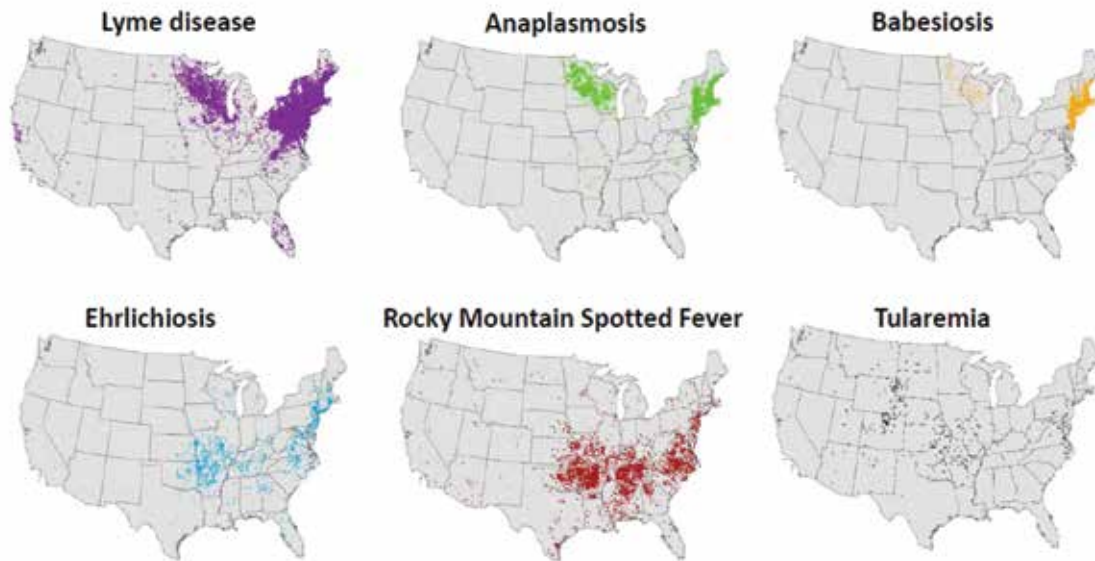 Lyme disease
Anaplasmosis
Babesiosis
Ehrlichiosis
Rocky Mountain Spotted Fever
Tularemia